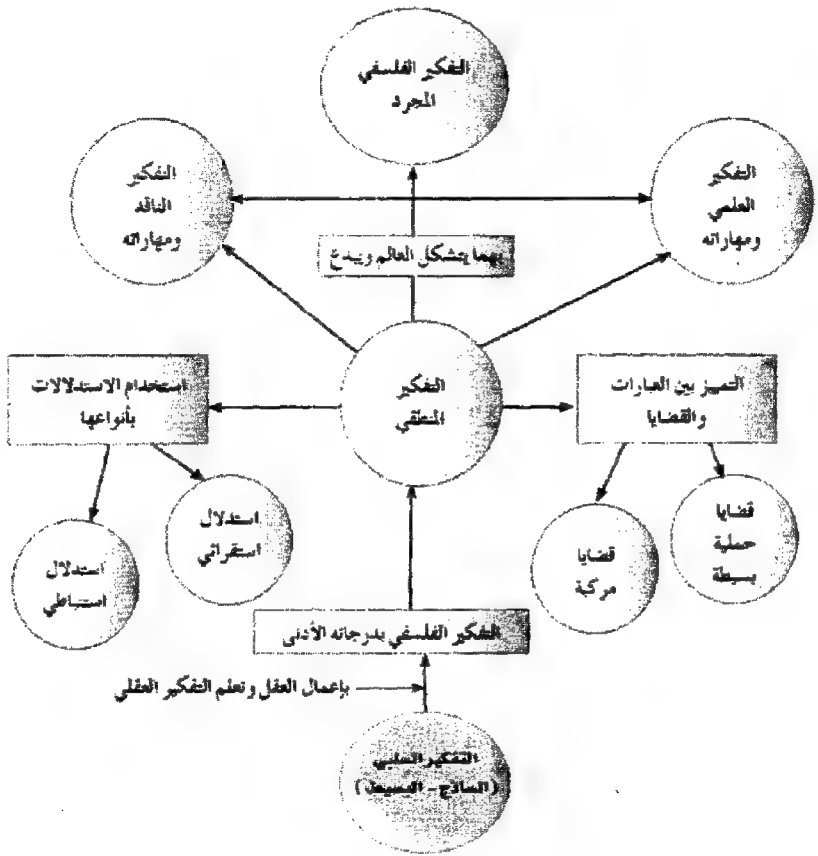 التفكير الفلسفي
المجرد
التفكير
العلمي
ومهاراته
التفكير
الناقد
ومهاراته
بهما يتشكل العالم ويبدع
التفكير
المنطقي
التمييز بين العبارات
والقضايا
استخدام الاستدلالات
بأنواعها
قضايا
حملية
بسيطة
قضايا
مركبة
استدلال
استقرائي
استدلال
استنباطي
التفكير الفلسفي بدرجاته الأدنى
بإعمال العقل وتعلم التفكير العقلي
التفكير السلبي
(الساذج - البسيط)